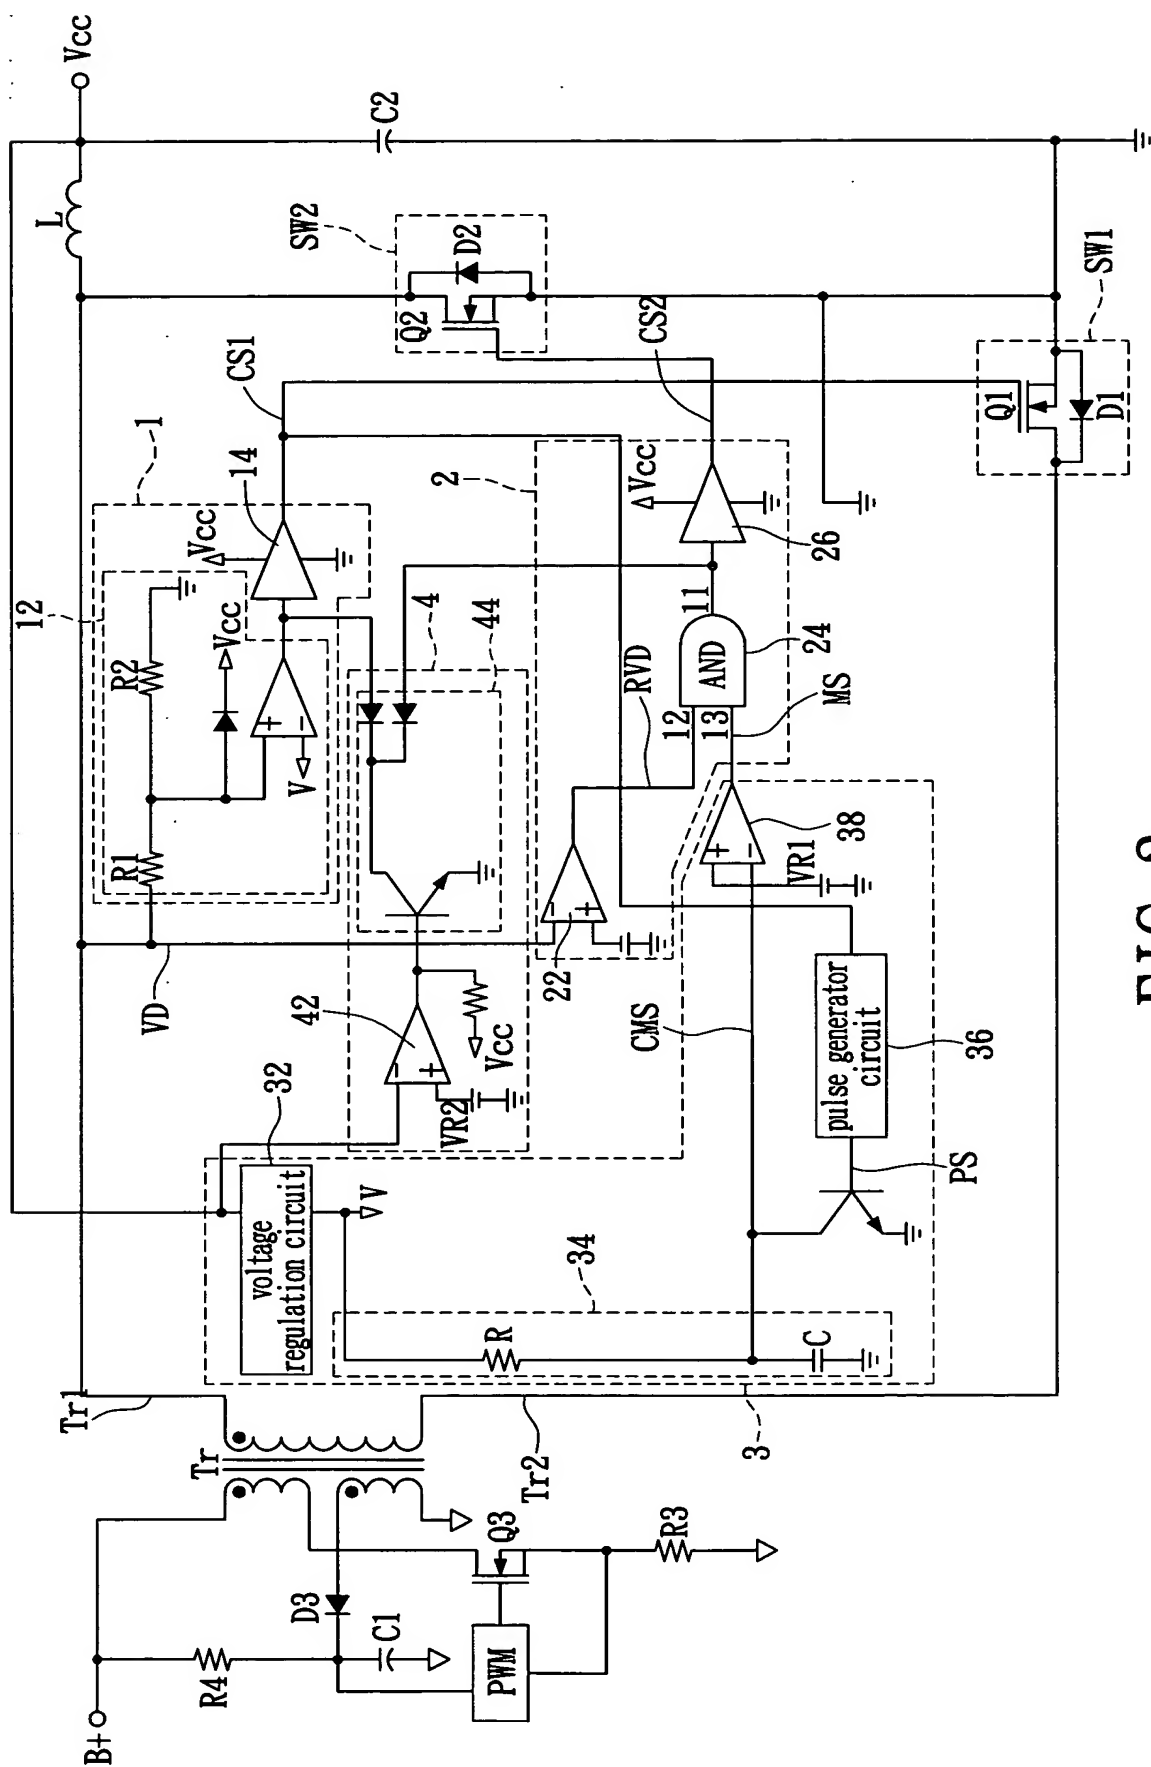 B+
R4
D3
C1
PWM
Q3
R3
Tr
Tr1
Tr2
voltage
regulation circuit
32
V
R
C
34
3
VD
42
VR2
Vcc
CMS
PS
pulse generator
circuit
36
12
R1
R2
Vcc
V
+
-
Vcc
14
1
CS1
4
44
22
-
+
-
+
RVD
12
13
11
AND
24
MS
+
-
VR1
38
2
Vcc
26
CS2
SW2
Q2
D2
L
Vcc
C2
Q1
D1
SW1
FIG